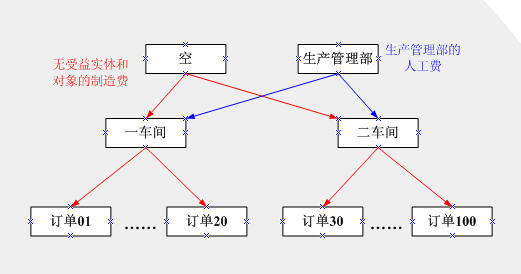 无受益实体和
对象的制造费
空
生产管理部
生产管理部的
人工费
一车间
二车间
订单01
......
订单20
订单30
......
订单100